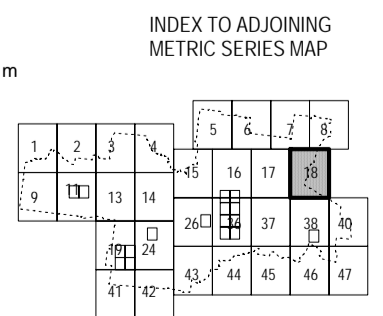 INDEX TO ADJOINING
METRIC SERIES MAP
m
5 6 7 8
1 2 3 4
15 16 17 18
9 11 13 14
26 36 37 38 40
19 24
43 44 45 46 47
41 42